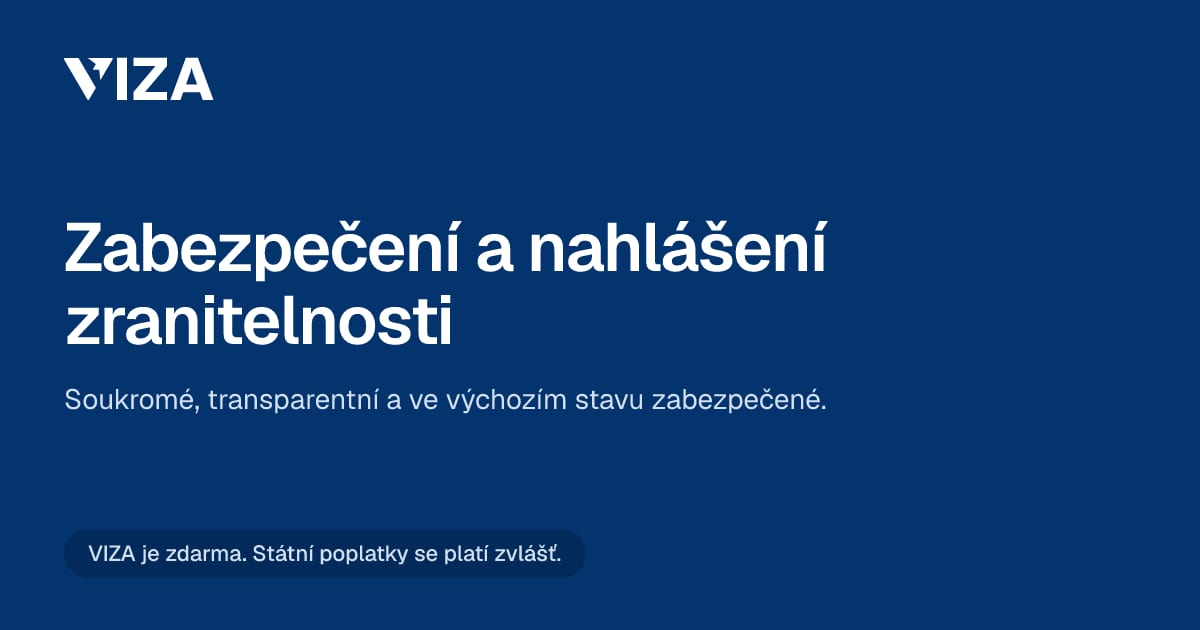 VIZA
Zabezpečení a nahlášení
zranitelnosti
Soukromé, transparentní a ve výchozím stavu zabezpečené.
VIZA je zdarma. Státní poplatky se platí zvlášť.